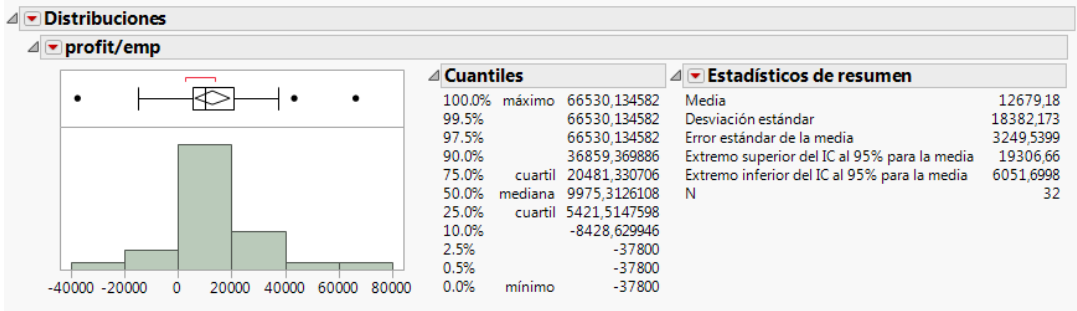 Distribuciones
profit/emp
-40000 -20000 0 20000 40000 60000 80000
Cuantiles
100.0% máximo 66530,134582
99.5% 66530,134582
97.5% 66530,134582
90.0% 36859,369886
75.0% cuartil 20481,330706
50.0% mediana 9975,3126108
25.0% cuartil 5421,5147598
10.0% -8428,629946
2.5% -37800
0.5% -37800
0.0% mínimo -37800
Estadísticos de resumen
Media 12679,18
Desviación estándar 18382,173
Error estándar de la media 3249,5399
Extremo superior del IC al 95% para la media 19306,66
Extremo inferior del IC al 95% para la media 6051,6998
N 32